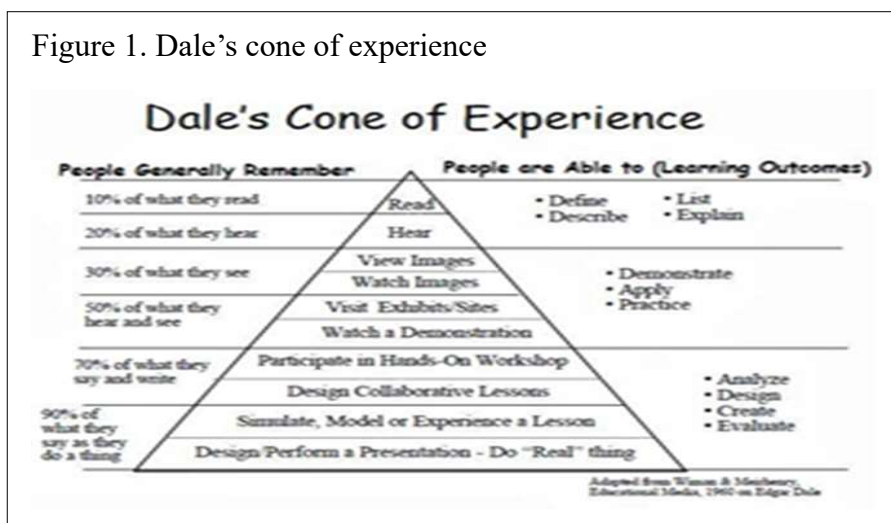 Figure 1. Dale's cone of experience
Dale's Cone of Experience
People Generally Remember
People are Able to (Learning Outcomes)
10% of what they read
Read
• Define
• List
• Describe
• Explain
20% of what they hear
Hear
30% of what they see
View Images
Watch Images
• Demonstrate
• Apply
• Practice
50% of what they
hear and see
Visit Exhibits/Sites
Watch a Demonstration
70% of what they
say and write
Participate in Hands-On Workshop
Design Collaborative Lessons
• Analyze
• Design
• Create
• Evaluate
90% of
what they
say as they
do a thing
Simulate, Model or Experience a Lesson
Design/Perform a Presentation - Do "Real" thing
Adapted from
Educational Media, 1960 on Edgar Dale